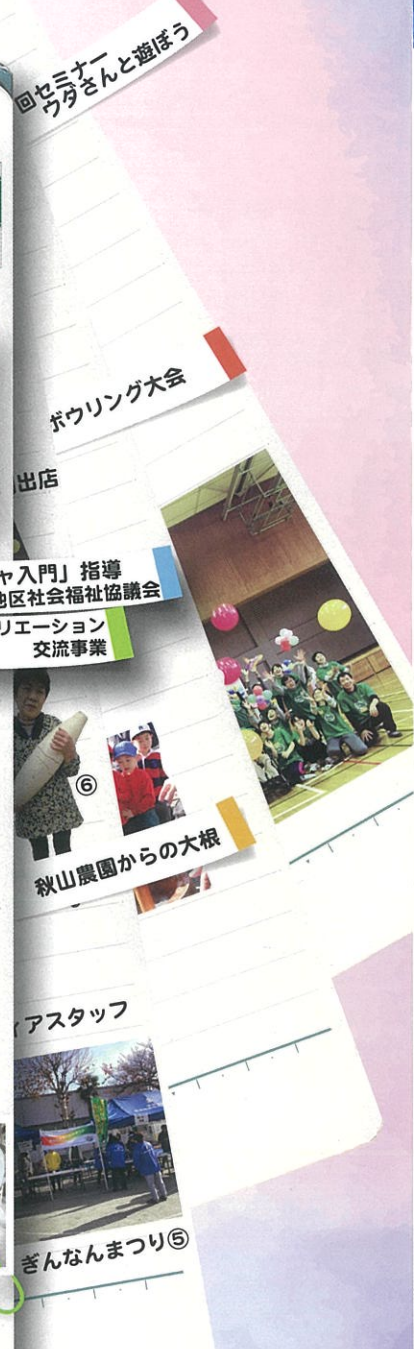 回セミナー
ウダさんと遊ぼう
ボウリング大会
出店
ャ入門」指導
地区社会福祉協議会
リエーション
交流事業
⑥
秋山農園からの大根
ィアスタッフ
ぎんなんまつり⑤